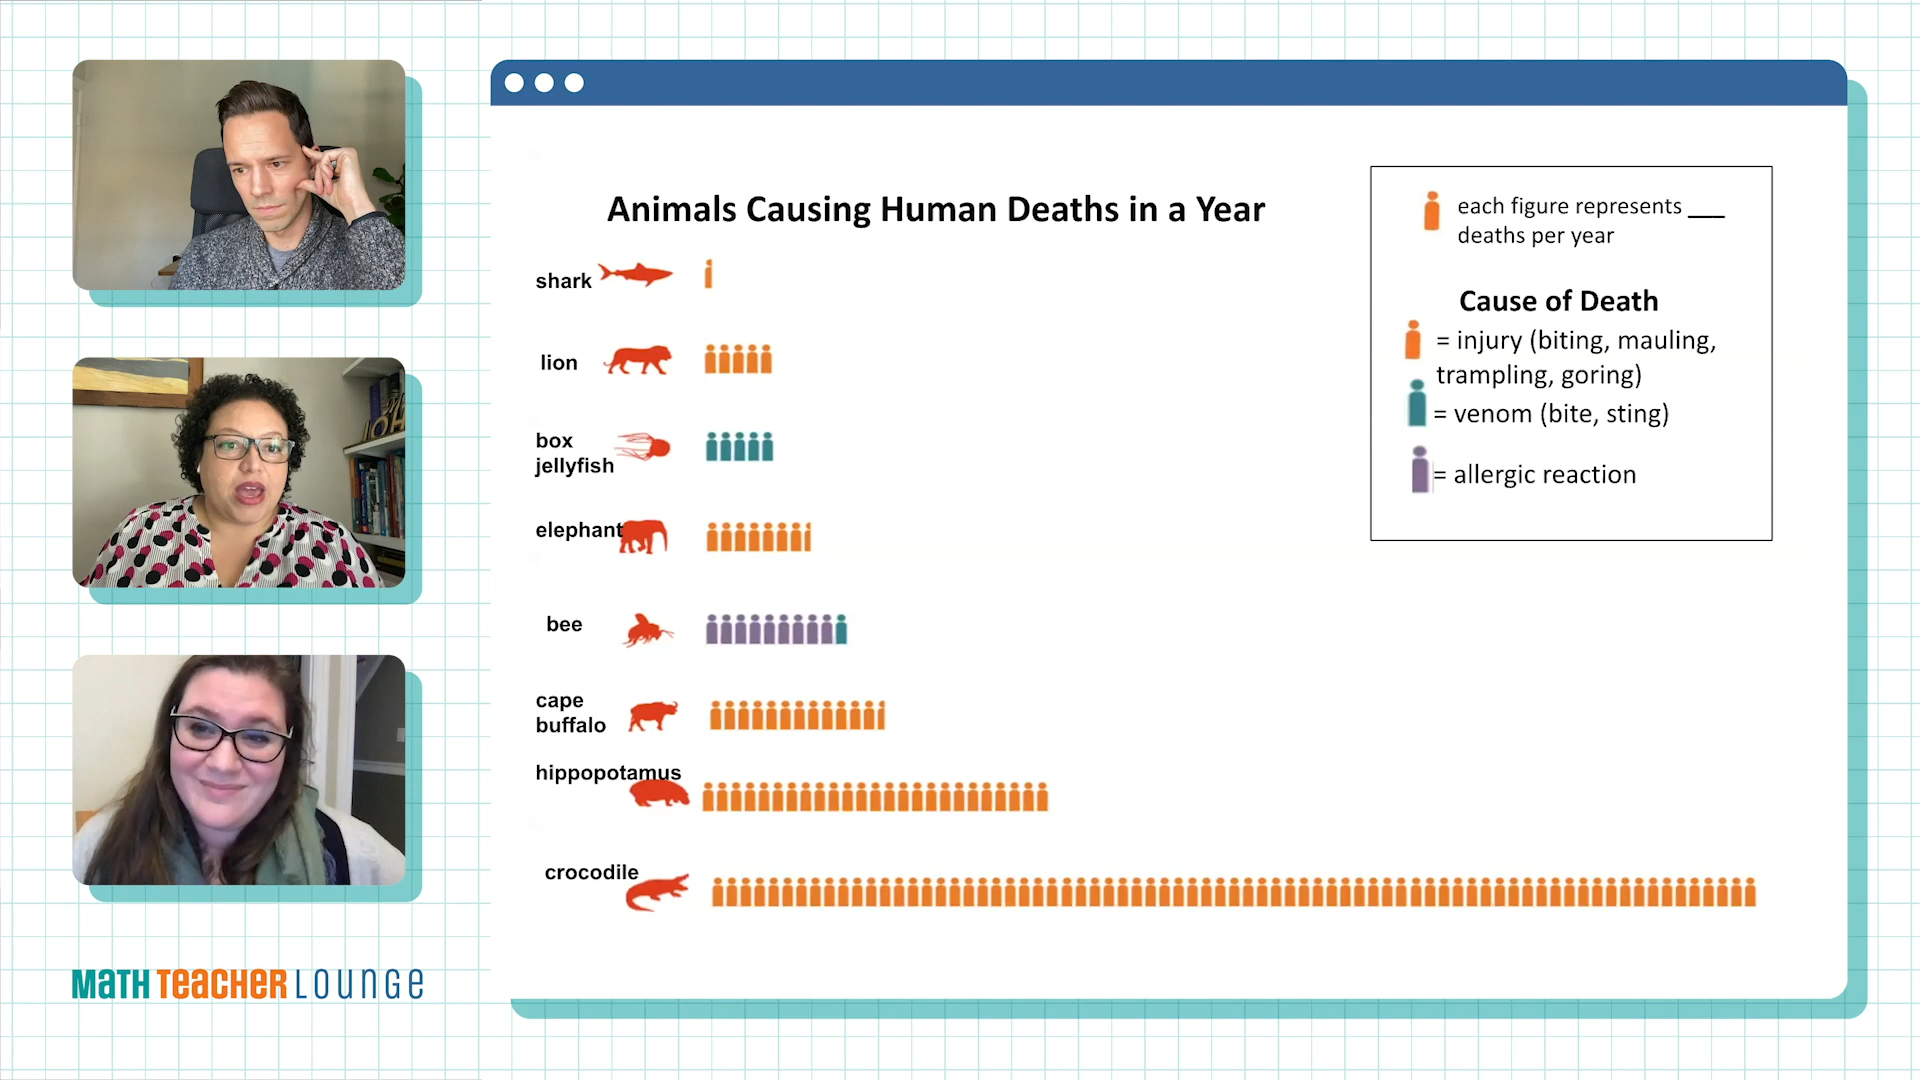 Animals Causing Human Deaths in a Year
shark
lion
box
jellyfish
elephant
bee
cape
buffalo
hippopotamus
crocodile
each figure represents ___
deaths per year
Cause of Death
= injury (biting, mauling,
trampling, goring)
= venom (bite, sting)
= allergic reaction
MATH TEACHER LOUNGE